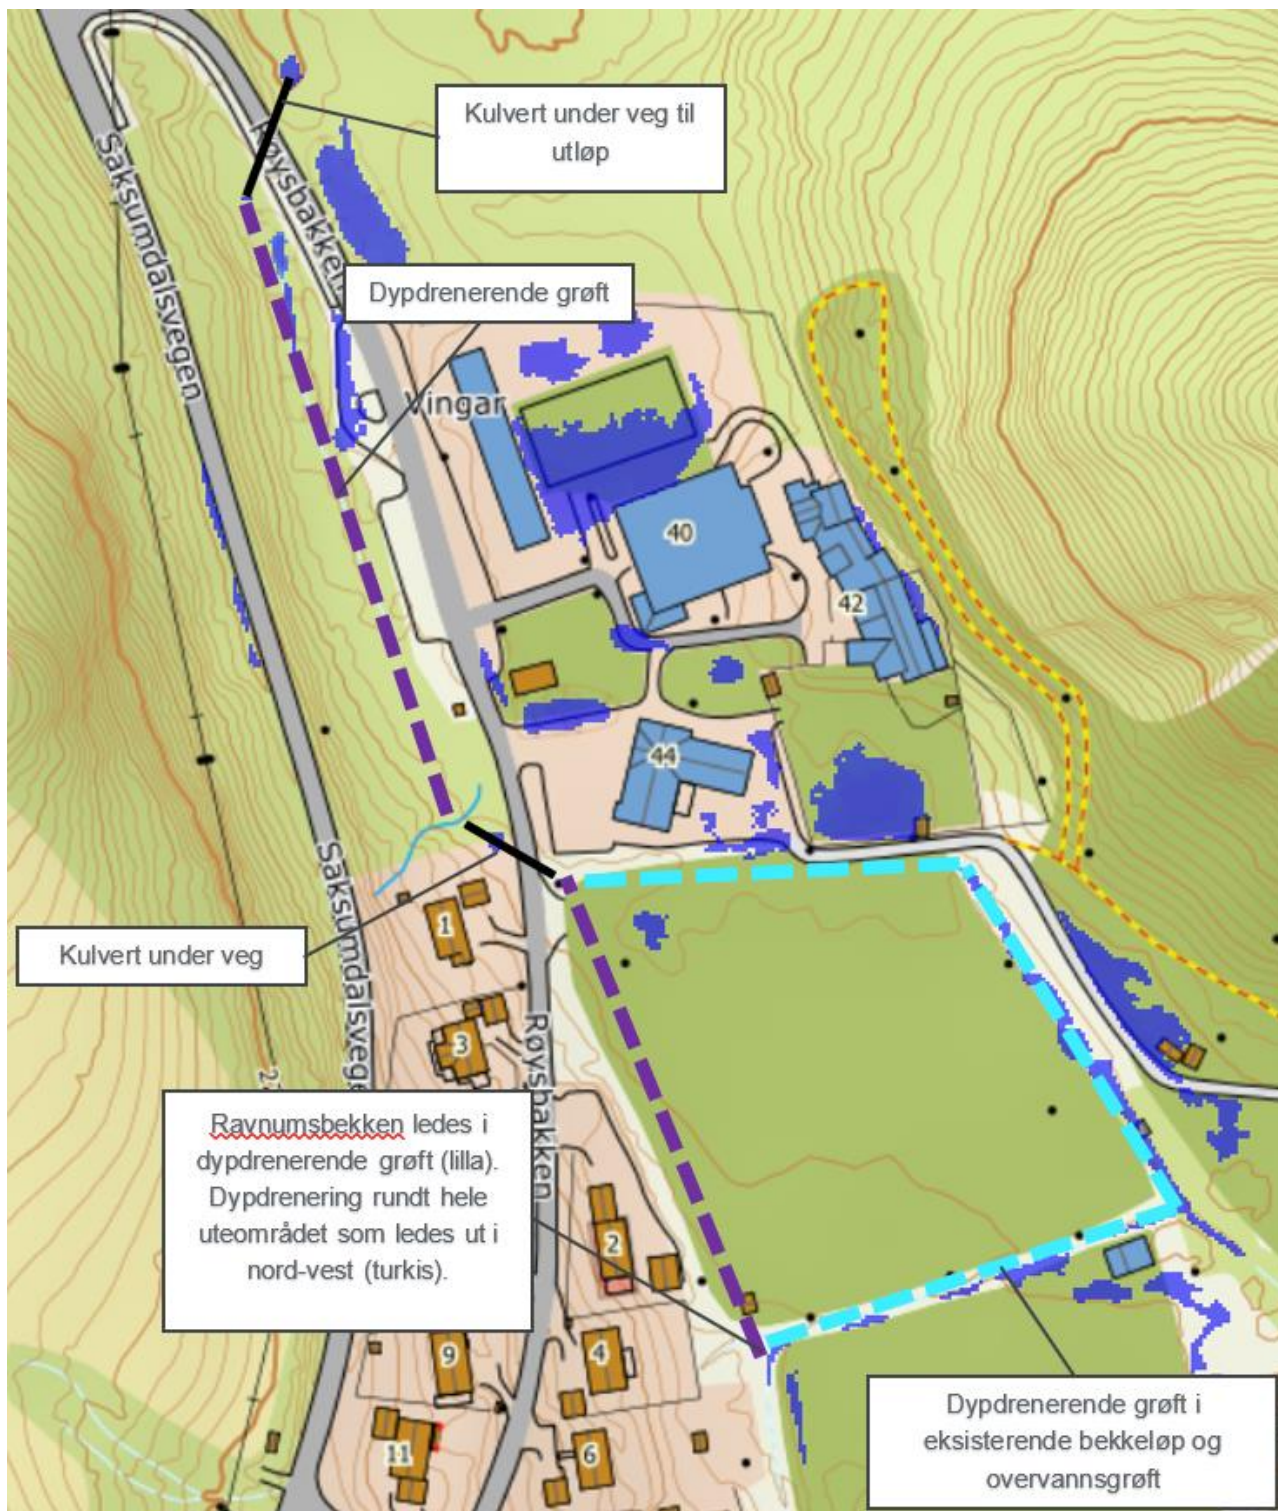 Kulvert under veg til
utløp
Saksumdalsvegen
Røysbakken
Dypdrenerende grøft
Vingar
40
42
44
Saksumdalsvege
1
Kulvert under veg
3
Røysbakken
Ravnumsbekken ledes i
dypdrenerende grøft (lilla).
Dypdrenering rundt hele
uteområdet som ledes ut i
nord-vest (turkis).
2
9
4
11
6
Dypdrenerende grøft i
eksisterende bekkeløp og
overvannsgrøft